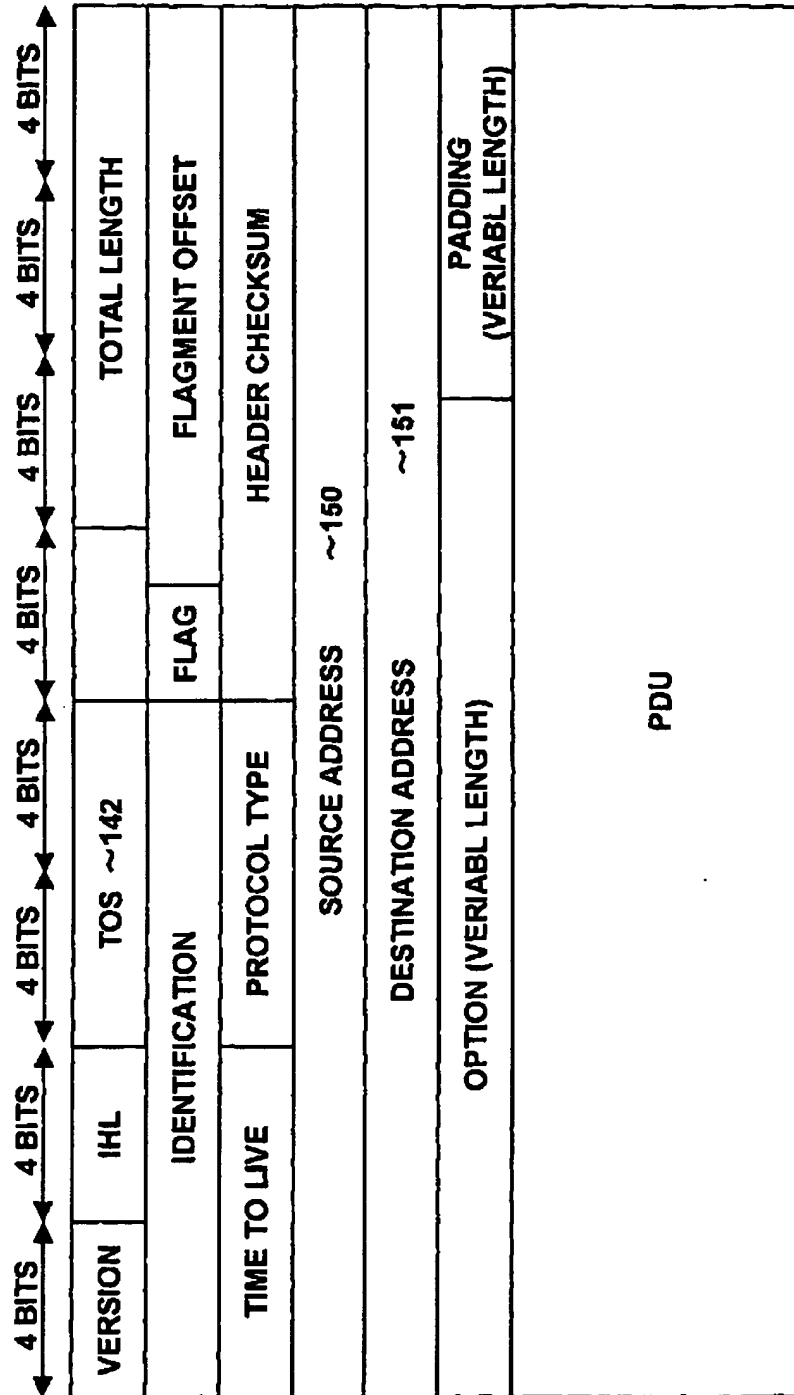 4 BITS 4 BITS 4 BITS 4 BITS 4 BITS 4 BITS 4 BITS 4 BITS
VERSION IHL TOS ~142 TOTAL LENGTH
IDENTIFICATION FLAG FLAGMENT OFFSET
TIME TO LIVE PROTOCOL TYPE HEADER CHECKSUM
SOURCE ADDRESS ~150
DESTINATION ADDRESS ~151
OPTION (VERIABL LENGTH) PADDING
(VERIABL LENGTH)
PDU